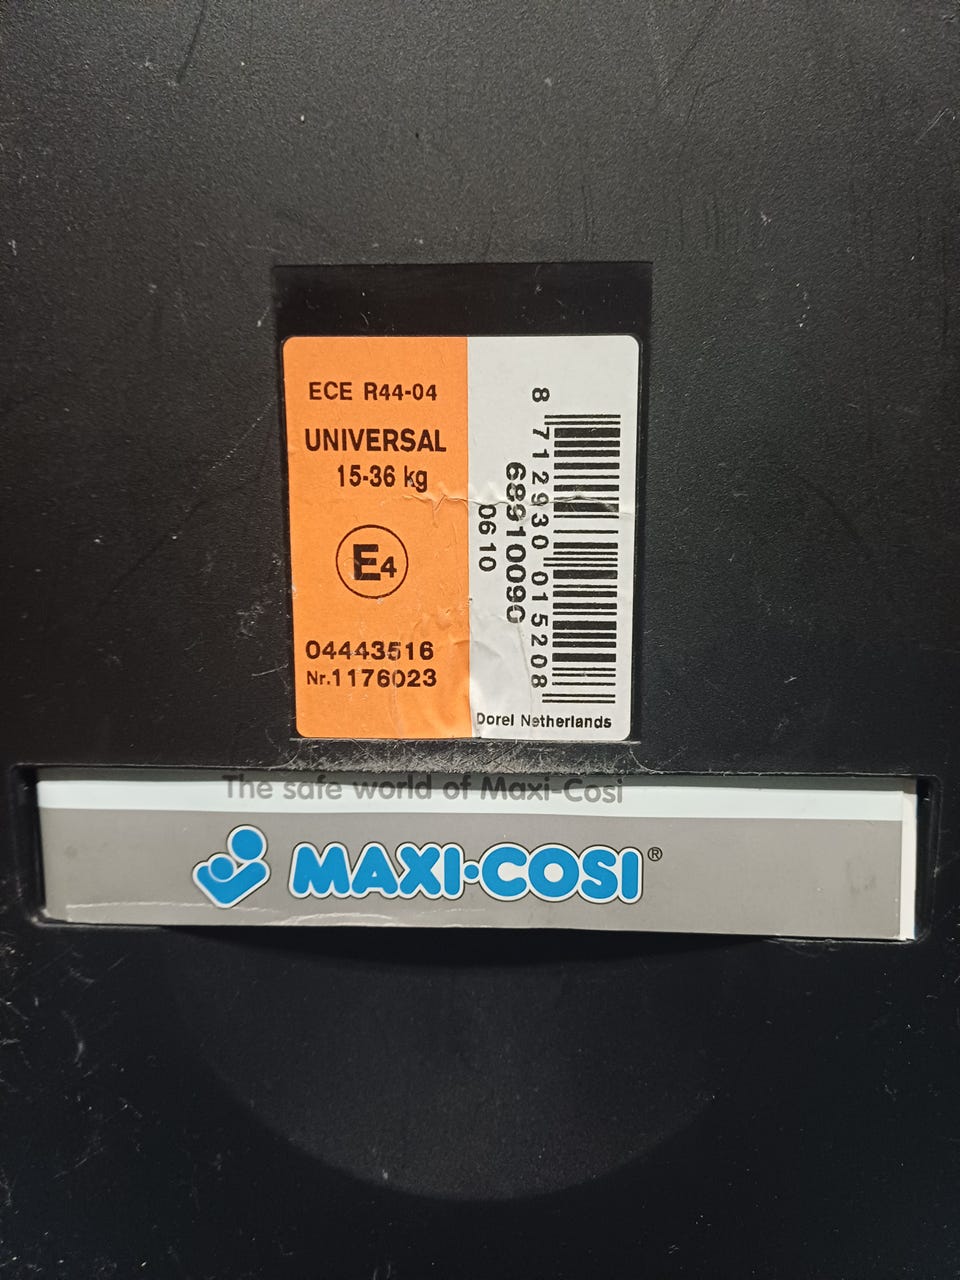 ECE R44-04
UNIVERSAL
15-36 kg
E4
04443516
Nr.1176023
8 712930 015208
68910090
06 10
Dorel Netherlands
The safe world of Maxi-Cosi
MAXI·COSI®